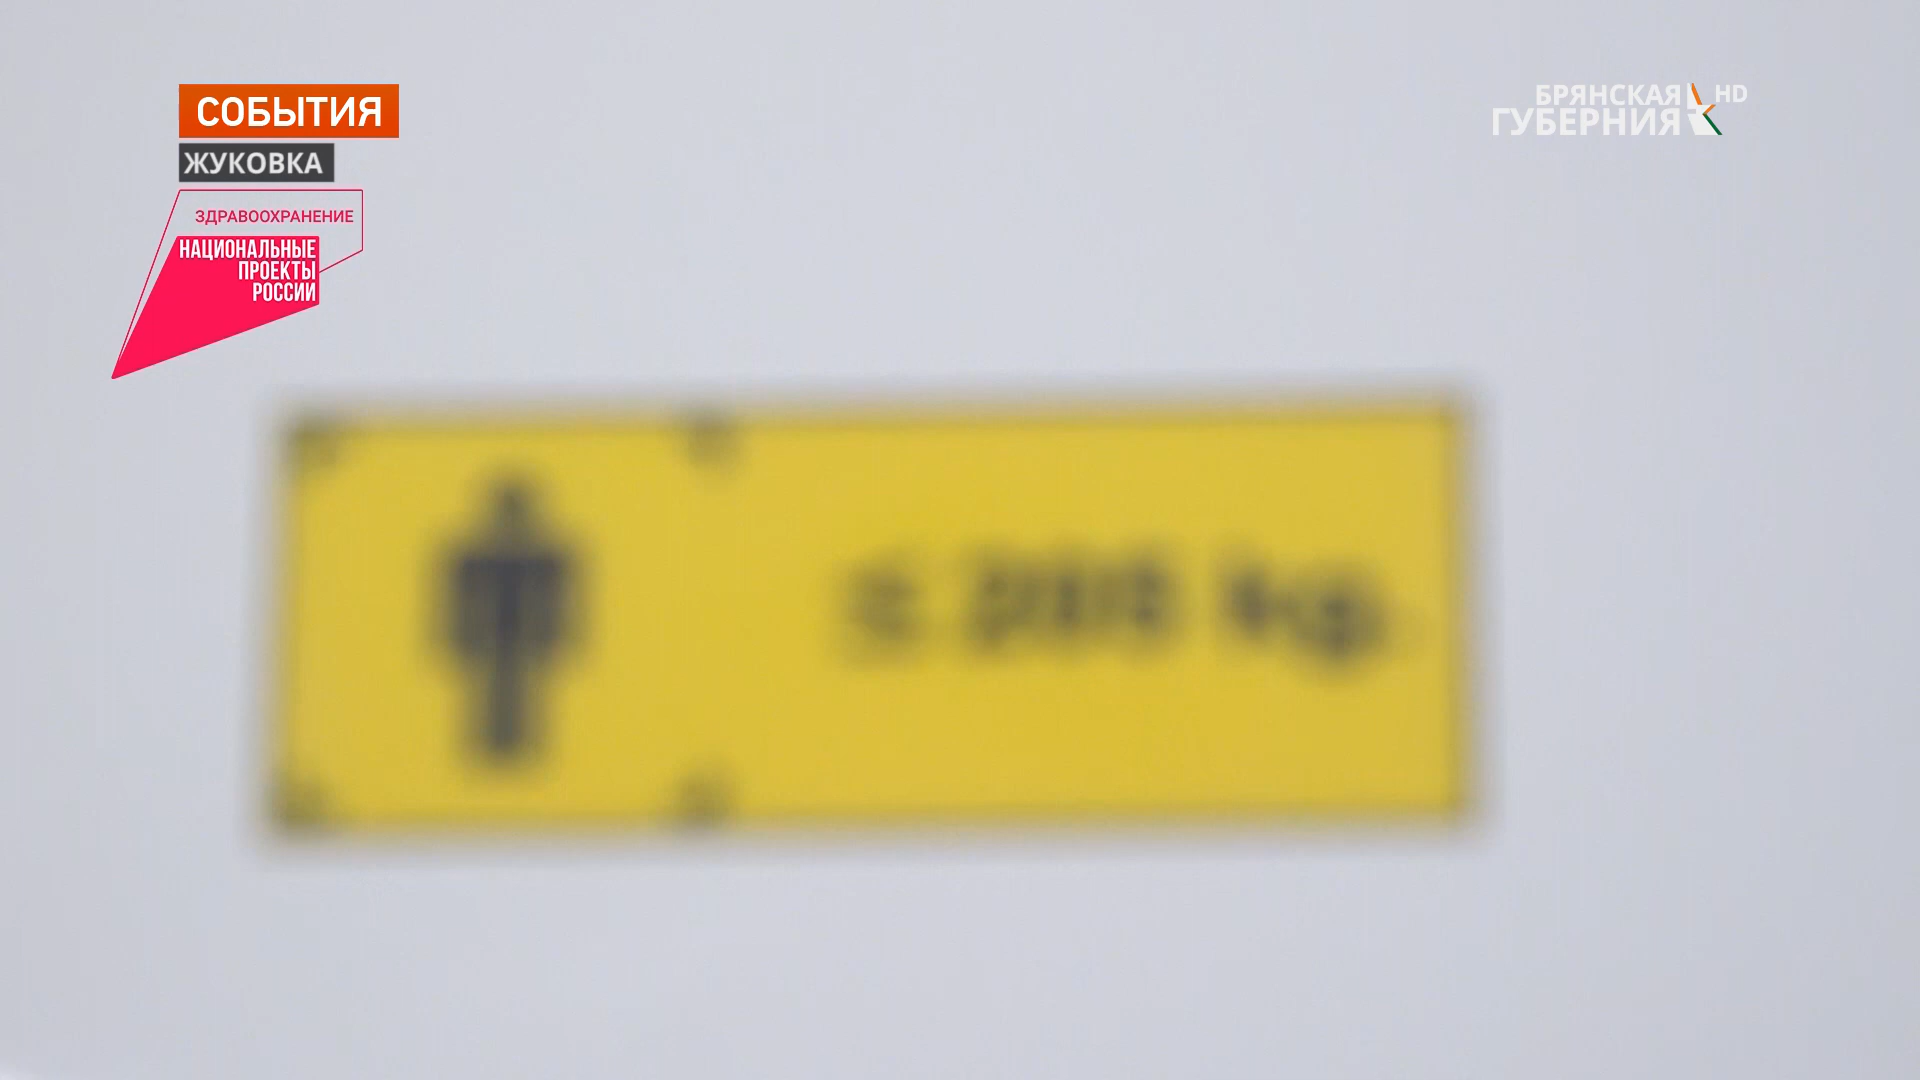 СОБЫТИЯ
ЖУКОВКА
ЗДРАВООХРАНЕНИЕ
НАЦИОНАЛЬНЫЕ
ПРОЕКТЫ
РОССИИ
БРЯНСКАЯ HD
ГУБЕРНИЯ